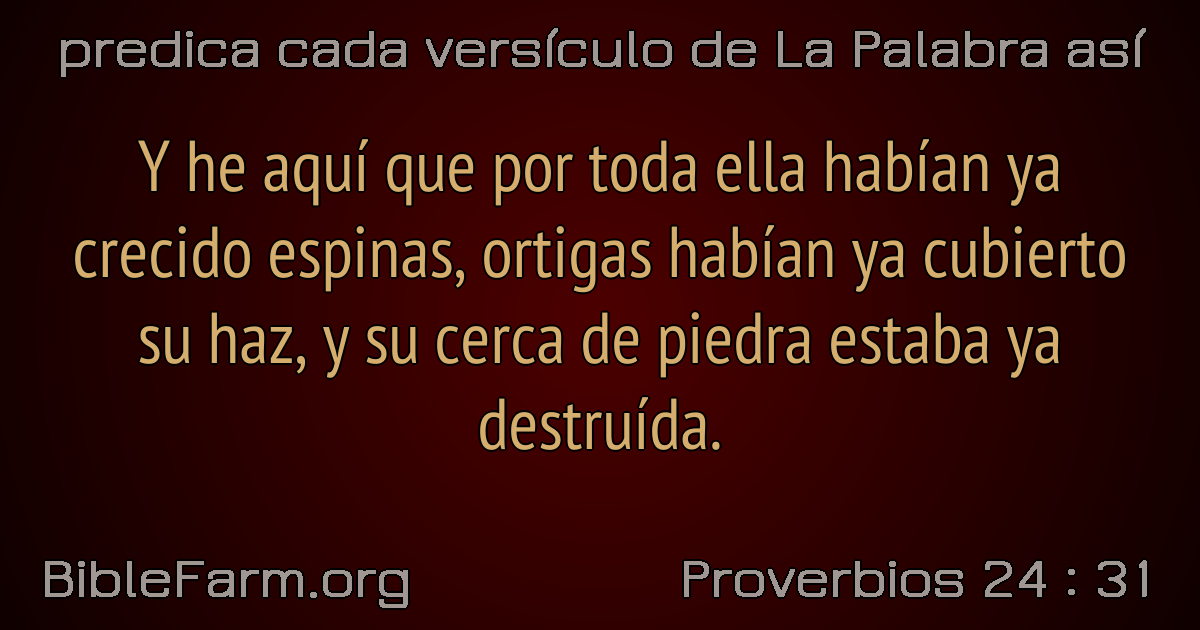 predica cada versículo de La Palabra así
Y he aquí que por toda ella habían ya
crecido espinas, ortigas habían ya cubierto
su haz, y su cerca de piedra estaba ya
destruída.
BibleFarm.org
Proverbios 24 : 31